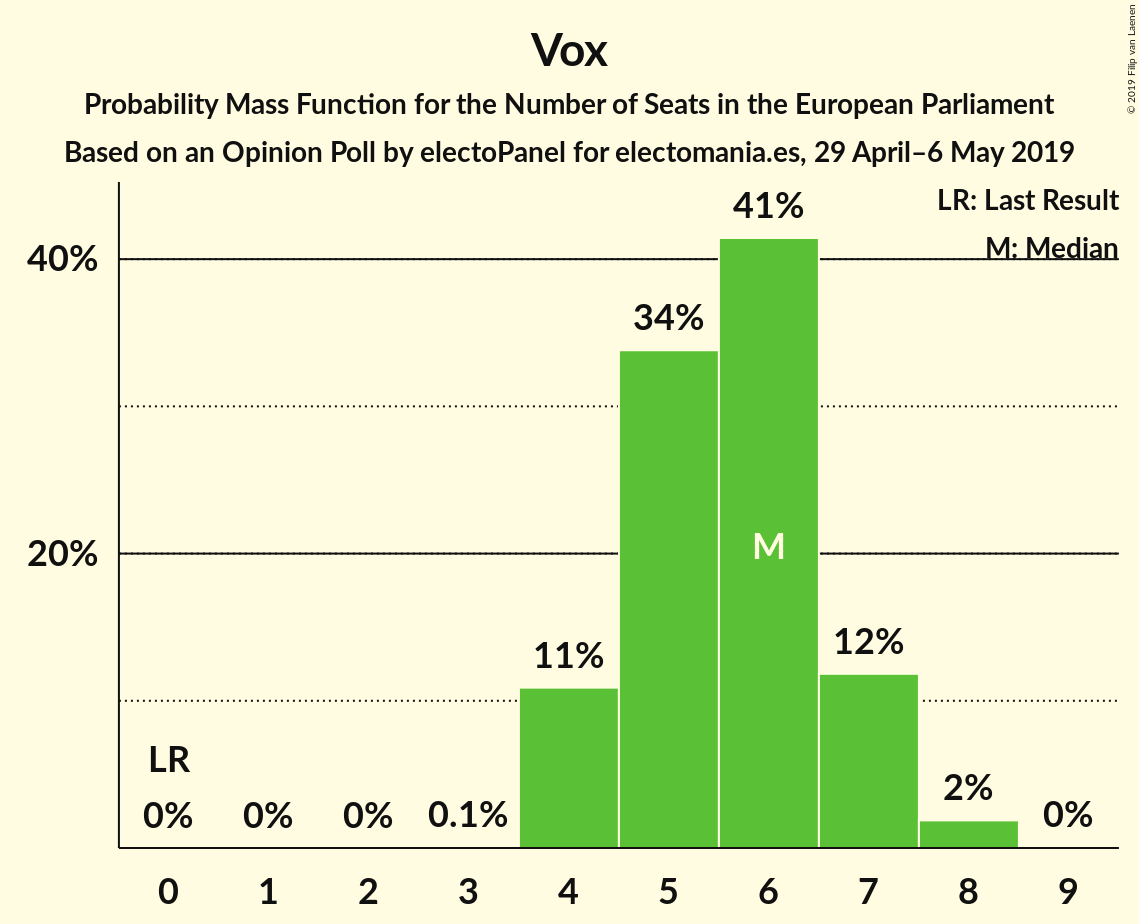 Vox
Probability Mass Function for the Number of Seats in the European Parliament
Based on an Opinion Poll by electoPanel for electomania.es, 29 April–6 May 2019
© 2019 Filip van Laenen
LR: Last Result
M: Median
41%
40%
34%
20%
M
12%
11%
LR
2%
0%
0%
0%
0.1%
0%
0 1 2 3 4 5 6 7 8 9